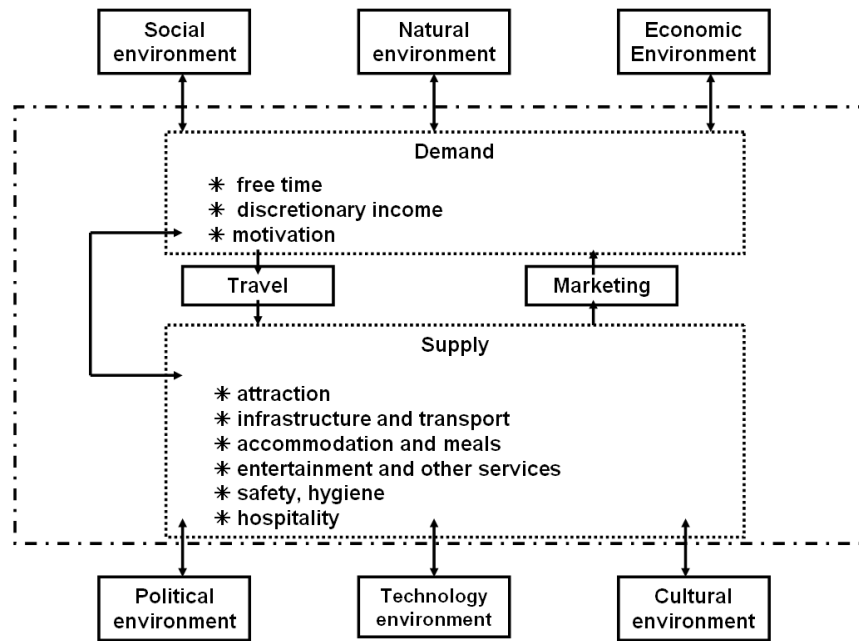 Social
environment
Natural
environment
Economic
Environment
Demand
✳ free time
✳ discretionary income
✳ motivation
Travel
Marketing
Supply
✳ attraction
✳ infrastructure and transport
✳ accommodation and meals
✳ entertainment and other services
✳ safety, hygiene
✳ hospitality
Political
environment
Technology
environment
Cultural
environment